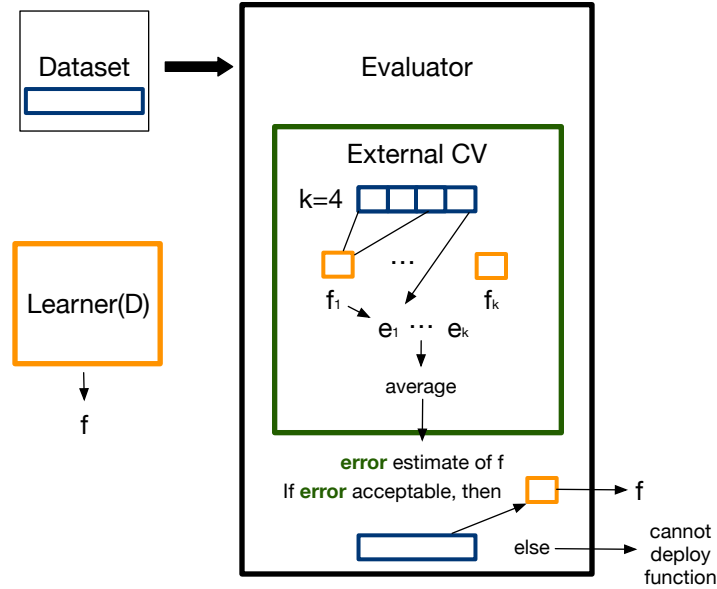 Dataset
Evaluator
External CV
k=4
...
Learner(D)
f
f1
fk
e1 ... ek
average
error estimate of f
If error acceptable, then
f
else
cannot
deploy
function